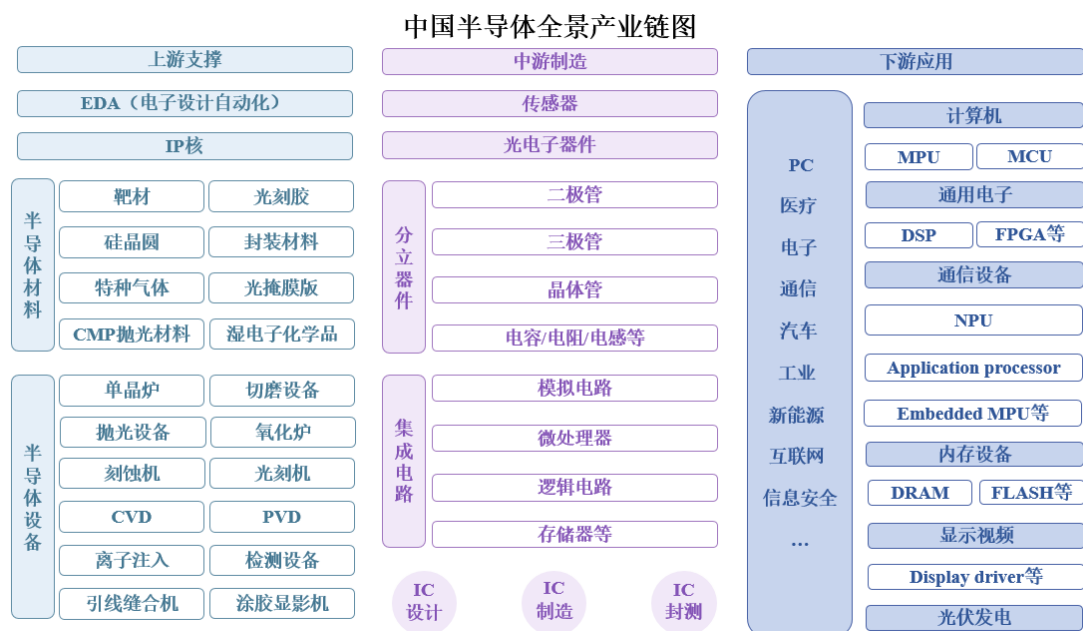 中国半导体全景产业链图
上游支撑
EDA（电子设计自动化）
IP核
半导体材料
靶材
光刻胶
硅晶圆
封装材料
特种气体
光掩膜版
CMP抛光材料
湿电子化学品
半导体设备
单晶炉
切磨设备
抛光设备
氧化炉
刻蚀机
光刻机
CVD
PVD
离子注入
检测设备
引线缝合机
涂胶显影机
中游制造
传感器
光电子器件
分立器件
二极管
三极管
晶体管
电容/电阻/电感等
集成电路
模拟电路
微处理器
逻辑电路
存储器等
IC
设计
IC
制造
IC
封测
下游应用
PC
医疗
电子
通信
汽车
工业
新能源
互联网
信息安全
…
计算机
MPU
MCU
通用电子
DSP
FPGA等
通信设备
NPU
Application processor
Embedded MPU等
内存设备
DRAM
FLASH等
显示视频
Display driver等
光伏发电